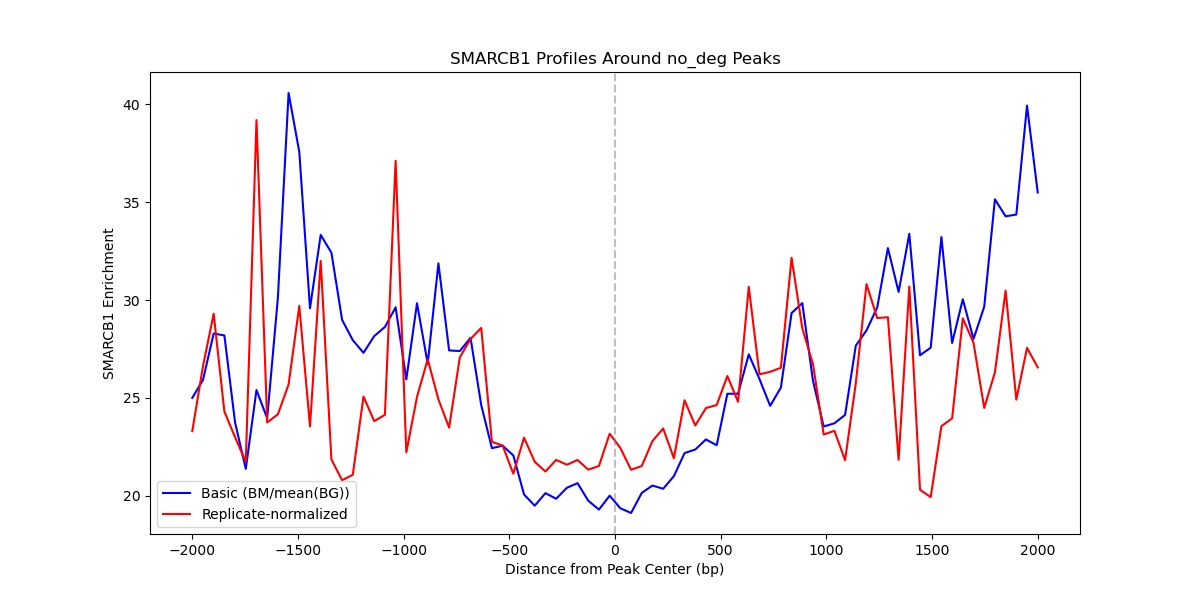 SMARCB1 Profiles Around no_deg Peaks
SMARCB1 Enrichment
40
35
30
25
20
Basic (BM/mean(BG))
Replicate-normalized
−2000
−1500
−1000
−500
0
500
1000
1500
2000
Distance from Peak Center (bp)